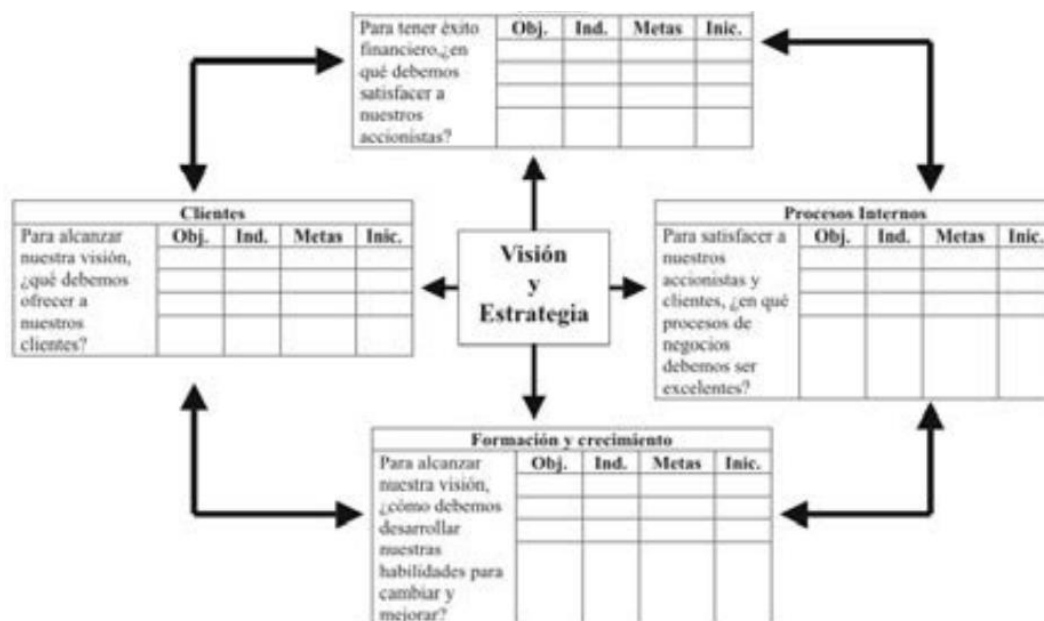 Para tener éxito
financiero,¿en
qué debemos
satisfacer a
nuestros
accionistas?
Obj. Ind. Metas Inic.
Clientes
Para alcanzar
nuestra visión,
¿qué debemos
ofrecer a
nuestros
clientes?
Obj. Ind. Metas Inic.
Visión
y
Estrategia
Procesos Internos
Para satisfacer a
nuestros
accionistas y
clientes, ¿en qué
procesos de
negocios
debemos ser
excelentes?
Obj. Ind. Metas Inic.
Formación y crecimiento
Para alcanzar
nuestra visión,
¿cómo debemos
desarrollar
nuestras
habilidades para
cambiar y
mejorar?
Obj. Ind. Metas Inic.